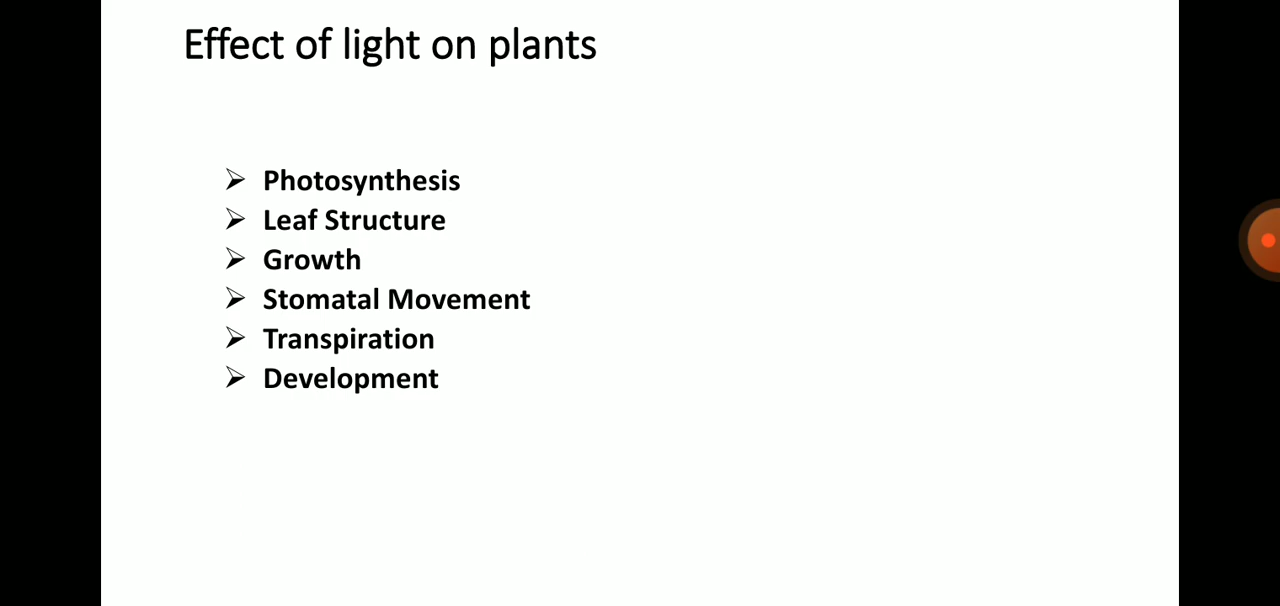 Effect of light on plants
➢ Photosynthesis
➢ Leaf Structure
➢ Growth
➢ Stomatal Movement
➢ Transpiration
➢ Development